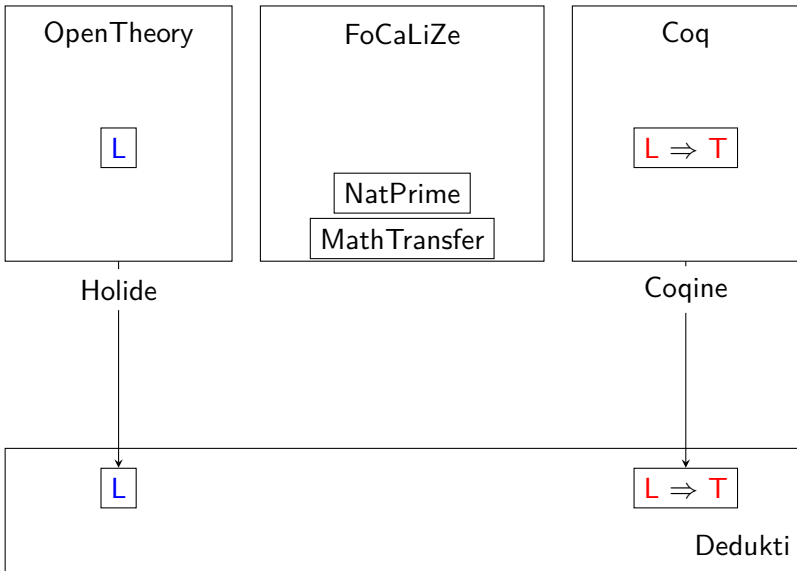 OpenTheory FoCaLiZe Coq
L L ⇒ T
NatPrime
MathTransfer
Holide Coqine
L L ⇒ T
Dedukti